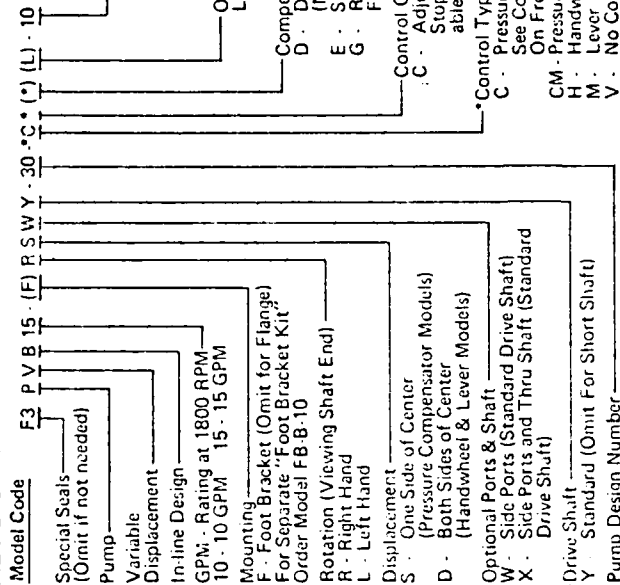 Model Code
F3 P V B 15 - (F) R S W Y - 30 - *C * (*) (L) - 10
Special Seals
(Omit if not needed)
Pump
Variable
Displacement
In-line Design
GPM - Rating at 1800 RPM
10 - 10 GPM 15 - 15 GPM
Mounting
F - Foot Bracket (Omit for Flange)
For Separate "Foot Bracket Kit"
Order Model FB-B-10
Rotation (Viewing Shaft End)
R - Right Hand
L - Left Hand
Displacement
S - One Side of Center
(Pressure Compensator Models)
D - Both Sides of Center
(Handwheel & Lever Models)
Optional Ports & Shaft
W - Side Ports (Standard Drive Shaft)
X - Side Ports and Thru Shaft (Standard
Drive Shaft)
Drive Shaft
Y - Standard (Omit For Short Shaft)
Pump Design Number
D - D
E - S
G - R
F
Control C
C - Adj
Stop
able
*Control Typ
C - Pressur
See Co
On Fro
CM - Pressu
H - Handw
M - Lever
V - No Co